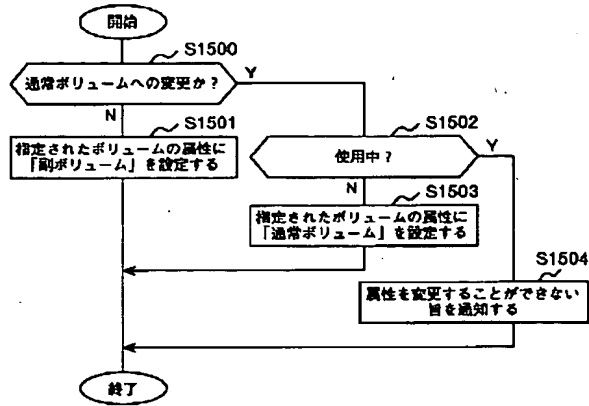 開始
S1500
通常ボリュームへの変更か?
Y
N
S1501
指定されたボリュームの属性に
「副ボリューム」を設定する
S1502
使用中?
Y
N
S1503
指定されたボリュームの属性に
「通常ボリューム」を設定する
S1504
属性を変更することができない
旨を通知する
終了